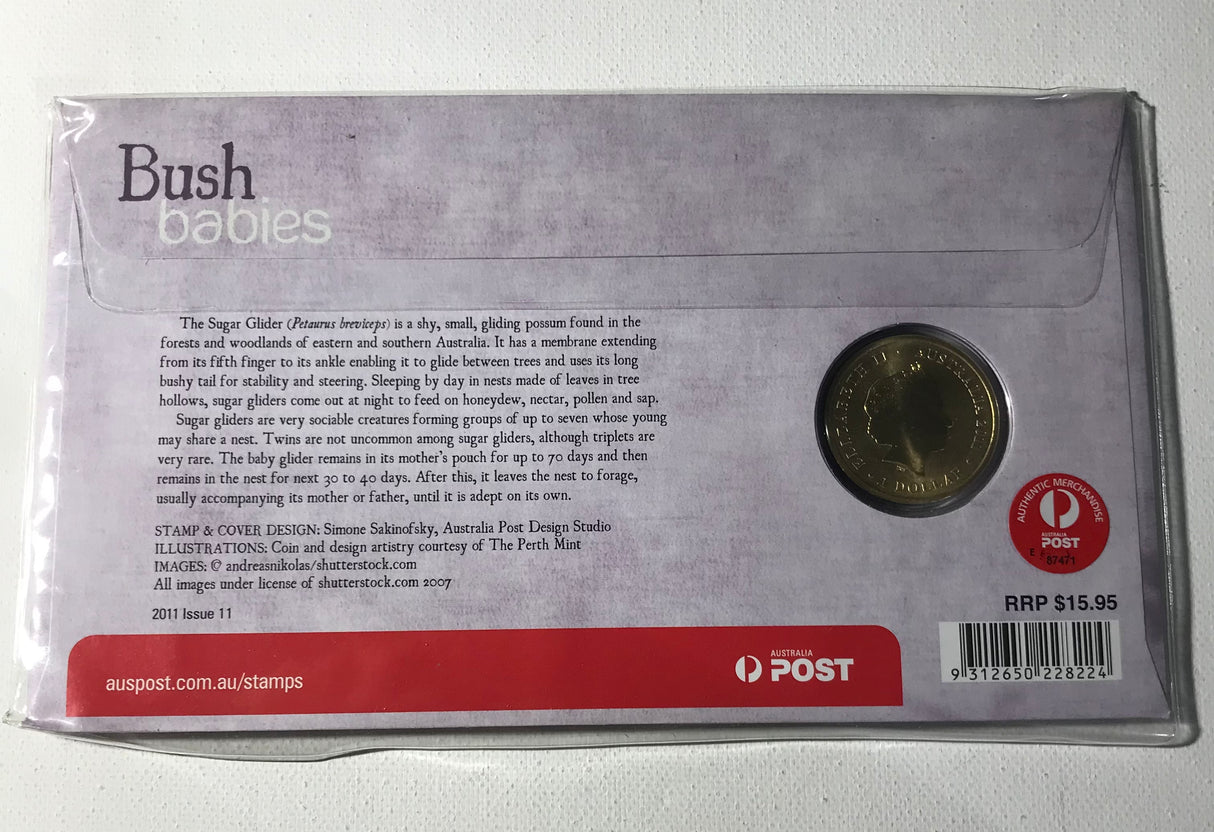 Bush
babies
The Sugar Glider (Petaurus breviceps) is a shy, small, gliding possum found in the
forests and woodlands of eastern and southern Australia. It has a membrane extending
from its fifth finger to its ankle enabling it to glide between trees and uses its long
bushy tail for stability and steering. Sleeping by day in nests made of leaves in tree
hollows, sugar gliders come out at night to feed on honeydew, nectar, pollen and sap.
Sugar gliders are very sociable creatures forming groups of up to seven whose young
may share a nest. Twins are not uncommon among sugar gliders, although triplets are
very rare. The baby glider remains in its mother's pouch for up to 70 days and then
remains in the nest for next 30 to 40 days. After this, it leaves the nest to forage,
usually accompanying its mother or father, until it is adept on its own.
STAMP & COVER DESIGN: Simone Sakinofsky, Australia Post Design Studio
ILLUSTRATIONS: Coin and design artistry courtesy of The Perth Mint
IMAGES: © andreasnikolas/shutterstock.com
All images under license of shutterstock.com 2007
2011 Issue 11
ELIZABETH II · AUSTRALIA
1 DOLLAR
AUTHENTIC MERCHANDISE
AUSTRALIA
POST
87471
RRP $15.95
9 312650 228224
auspost.com.au/stamps
AUSTRALIA
POST